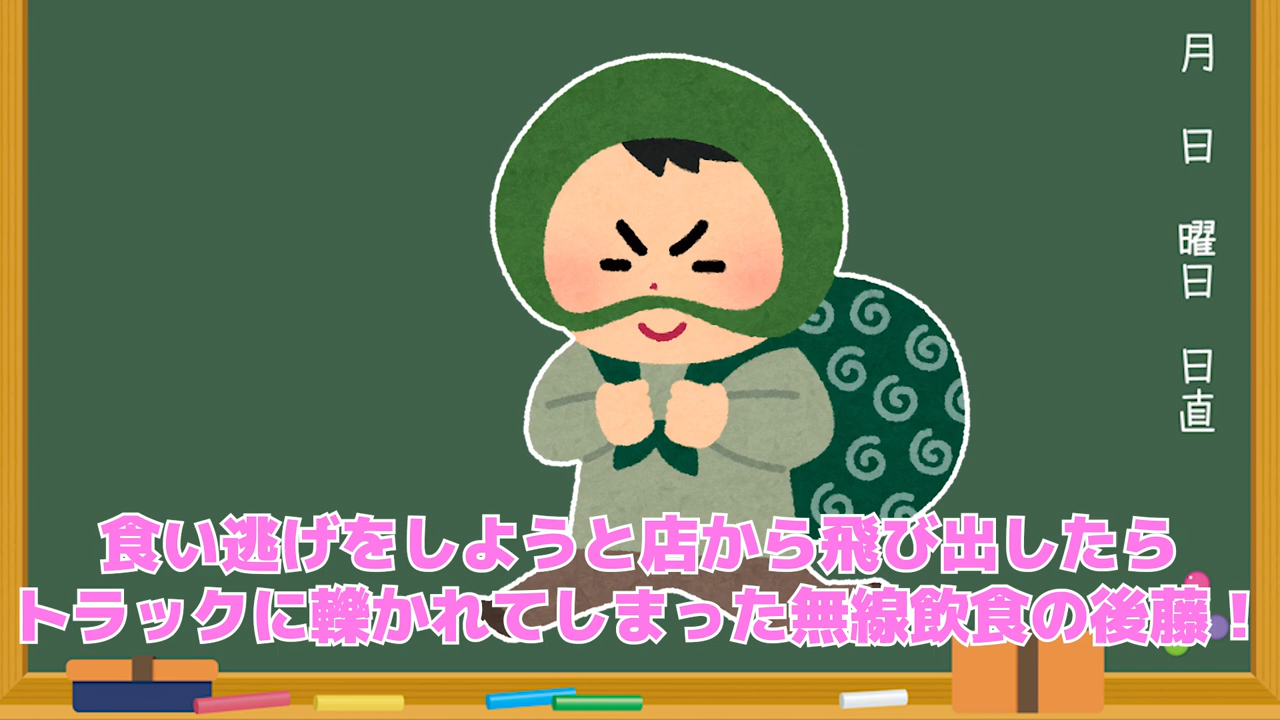 月 日 曜日 日直
食い逃げをしようと店から飛び出したら
トラックに轢かれてしまった無線飲食の後藤！